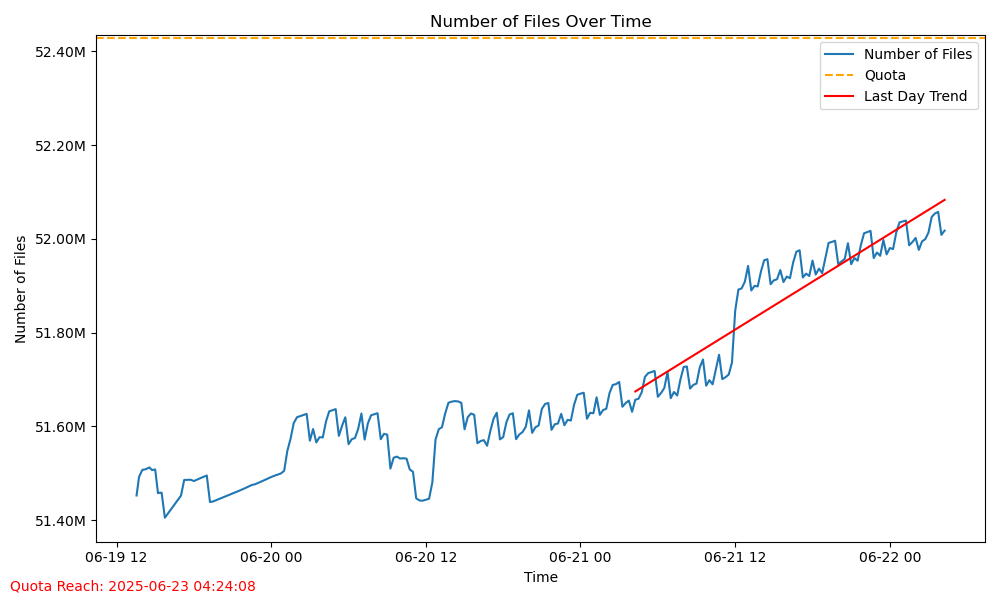 Number of Files Over Time
52.40M
52.20M
52.00M
51.80M
51.60M
51.40M
Number of Files
Number of Files
Quota
Last Day Trend
06-19 12
06-20 00
06-20 12
06-21 00
06-21 12
06-22 00
Time
Quota Reach: 2025-06-23 04:24:08